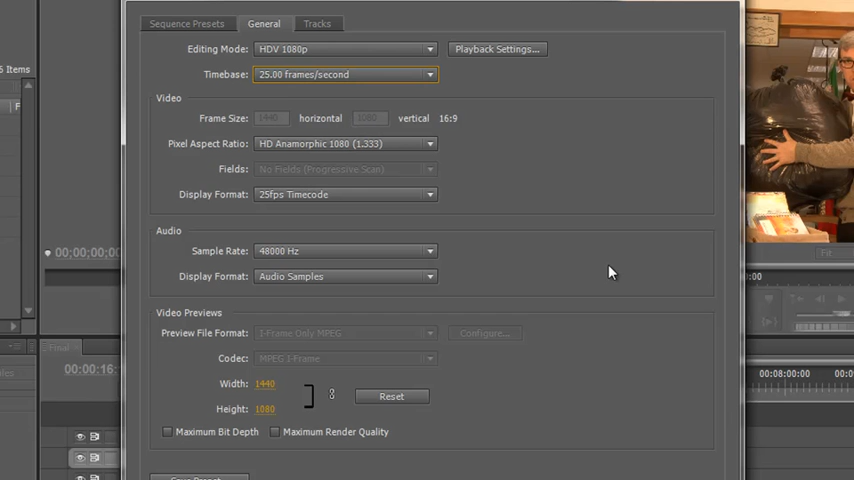 Sequence Presets General Tracks
6 Items
Editing Mode: HDV 1080p Playback Settings...
Timebase: 25.00 frames/second
Video
Frame Size: 1440 horizontal 1080 vertical 16:9
Pixel Aspect Ratio: HD Anamorphic 1080 (1.333)
Fields: No Fields (Progressive Scan)
Display Format: 25fps Timecode
Audio
Sample Rate: 48000 Hz
00;00;00;00
Fit
Display Format: Audio Samples
Video Previews
Preview File Format: I-Frame Only MPEG Configure...
Final
Codec: MPEG I-Frame
00:00:16
00:08:00:00
Width: 1440
Height: 1080
Reset
Maximum Bit Depth Maximum Render Quality